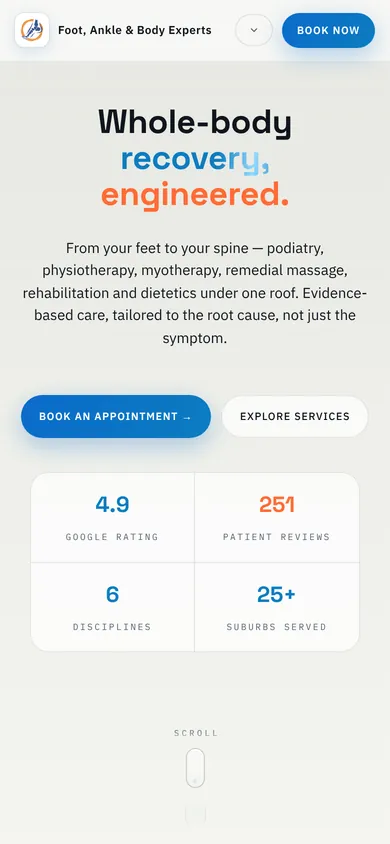 Foot, Ankle & Body Experts
BOOK NOW
Whole-body
recovery,
engineered.
From your feet to your spine — podiatry,
physiotherapy, myotherapy, remedial massage,
rehabilitation and dietetics under one roof. Evidence-
based care, tailored to the root cause, not just the
symptom.
BOOK AN APPOINTMENT →
EXPLORE SERVICES
4.9
GOOGLE RATING
251
PATIENT REVIEWS
6
DISCIPLINES
25+
SUBURBS SERVED
SCROLL